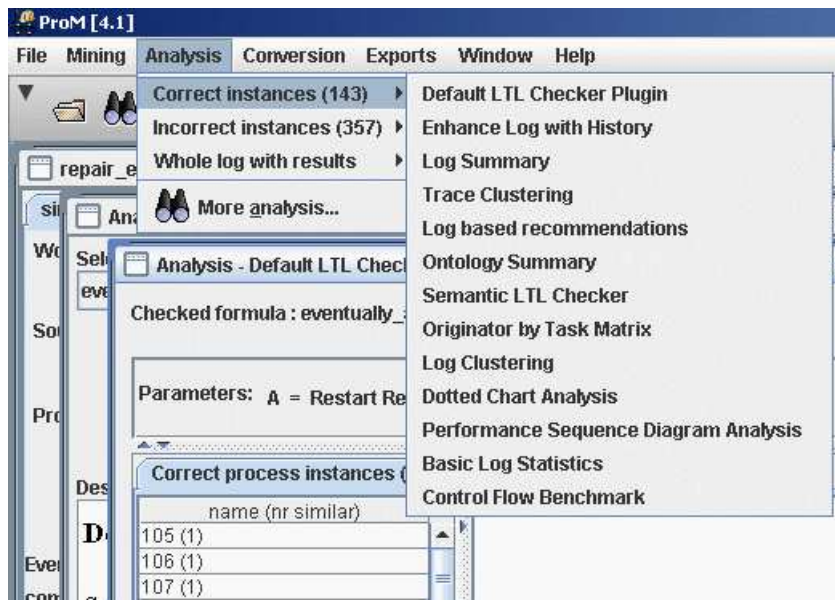 ProM [4.1]
File Mining Analysis Conversion Exports Window Help
Correct instances (143)
Incorrect instances (357)
Whole log with results
More analysis...
Default LTL Checker Plugin
Enhance Log with History
Log Summary
Trace Clustering
Log based recommendations
Ontology Summary
Semantic LTL Checker
Originator by Task Matrix
Log Clustering
Dotted Chart Analysis
Performance Sequence Diagram Analysis
Basic Log Statistics
Control Flow Benchmark
repair_e
Analysis - Default LTL Chec
Checked formula : eventually_
Parameters: A = Restart Re
Correct process instances (
name (nr similar)
105 (1)
106 (1)
107 (1)